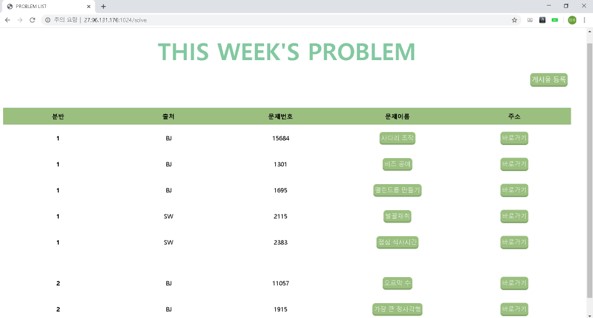 PROBLEM LIST
주의 요함 | 27.96.131.176:1024/solve
THIS WEEK'S PROBLEM
게시물 등록
분반 출처 문제번호 문제이름 주소
1 BJ 15684 사다리 조작 바로가기
1 BJ 1301 비즈 공예 바로가기
1 BJ 1695 팰린드롬 만들기 바로가기
1 SW 2115 벌꿀채취 바로가기
1 SW 2383 점심 식사시간 바로가기
2 BJ 11057 오르막 수 바로가기
2 BJ 1915 가장 큰 정사각형 바로가기